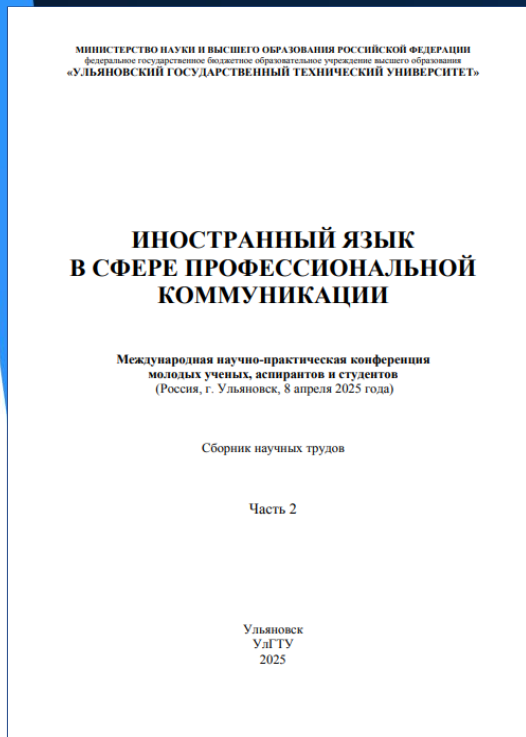 МИНИСТЕРСТВО НАУКИ И ВЫСШЕГО ОБРАЗОВАНИЯ РОССИЙСКОЙ ФЕДЕРАЦИИ
федеральное государственное бюджетное образовательное учреждение высшего образования
«УЛЬЯНОВСКИЙ ГОСУДАРСТВЕННЫЙ ТЕХНИЧЕСКИЙ УНИВЕРСИТЕТ»
ИНОСТРАННЫЙ ЯЗЫК
В СФЕРЕ ПРОФЕССИОНАЛЬНОЙ
КОММУНИКАЦИИ
Международная научно-практическая конференция
молодых ученых, аспирантов и студентов
(Россия, г. Ульяновск, 8 апреля 2025 года)
Сборник научных трудов
Часть 2
Ульяновск
УлГТУ
2025